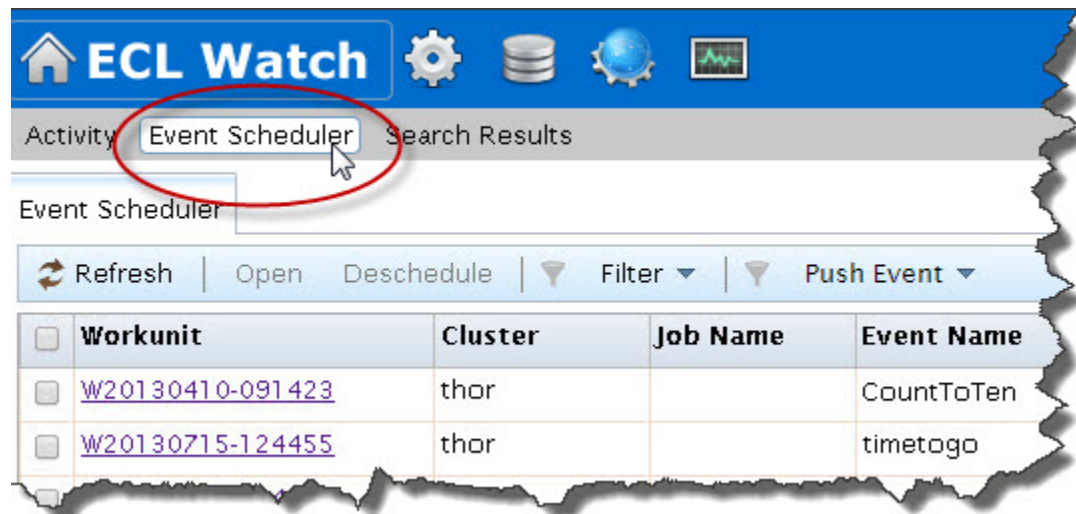 ECL Watch
Activity Event Scheduler Search Results
Event Scheduler
Refresh Open Deschedule Filter Push Event
Workunit Cluster Job Name Event Name
W20130410-091423 thor CountToTen
W20130715-124455 thor timetogo